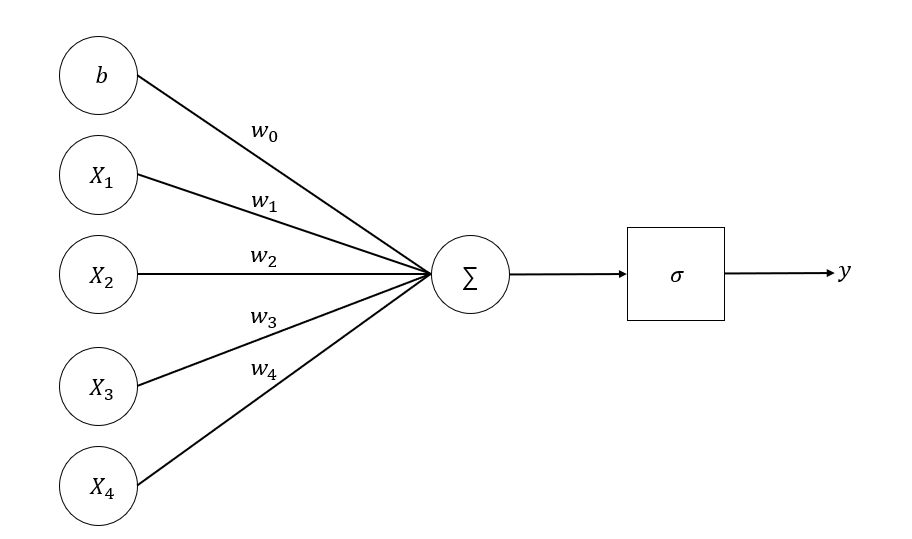 b
w₀
X₁
w₁
X₂
w₂
∑
σ
y
w₃
X₃
w₄
X₄